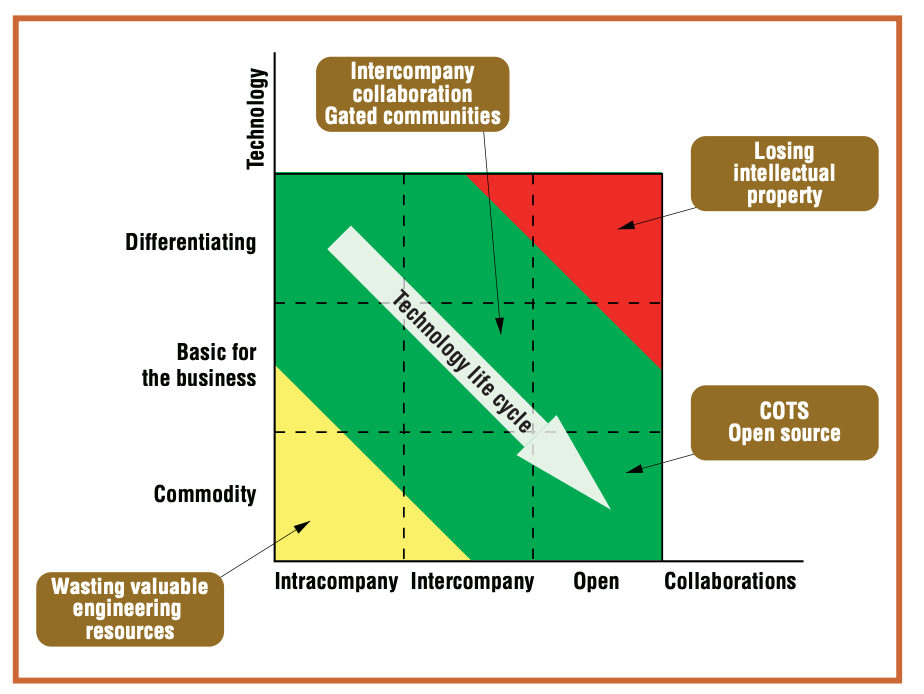 Technology
Intercompany
collaboration
Gated communities
Losing
intellectual
property
Differentiating
Technology life cycle
Basic for
the business
COTS
Open source
Commodity
Wasting valuable
engineering
resources
Intracompany
Intercompany
Open
Collaborations